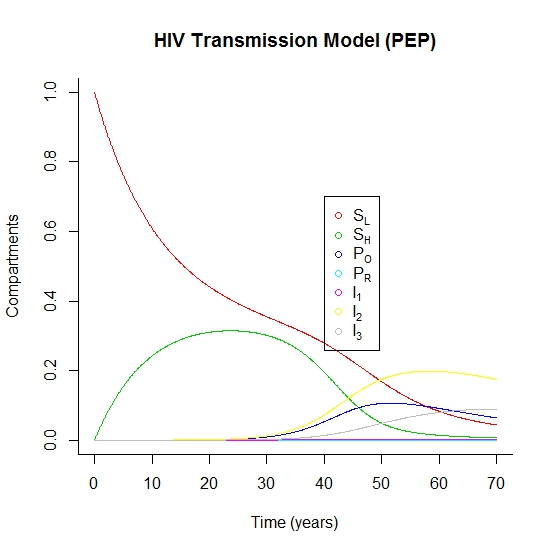 HIV Transmission Model (PEP)
Compartments
1.0
0.8
0.6
0.4
0.2
0.0
S_L
S_H
P_O
P_R
I_1
I_2
I_3
0 10 20 30 40 50 60 70
Time (years)